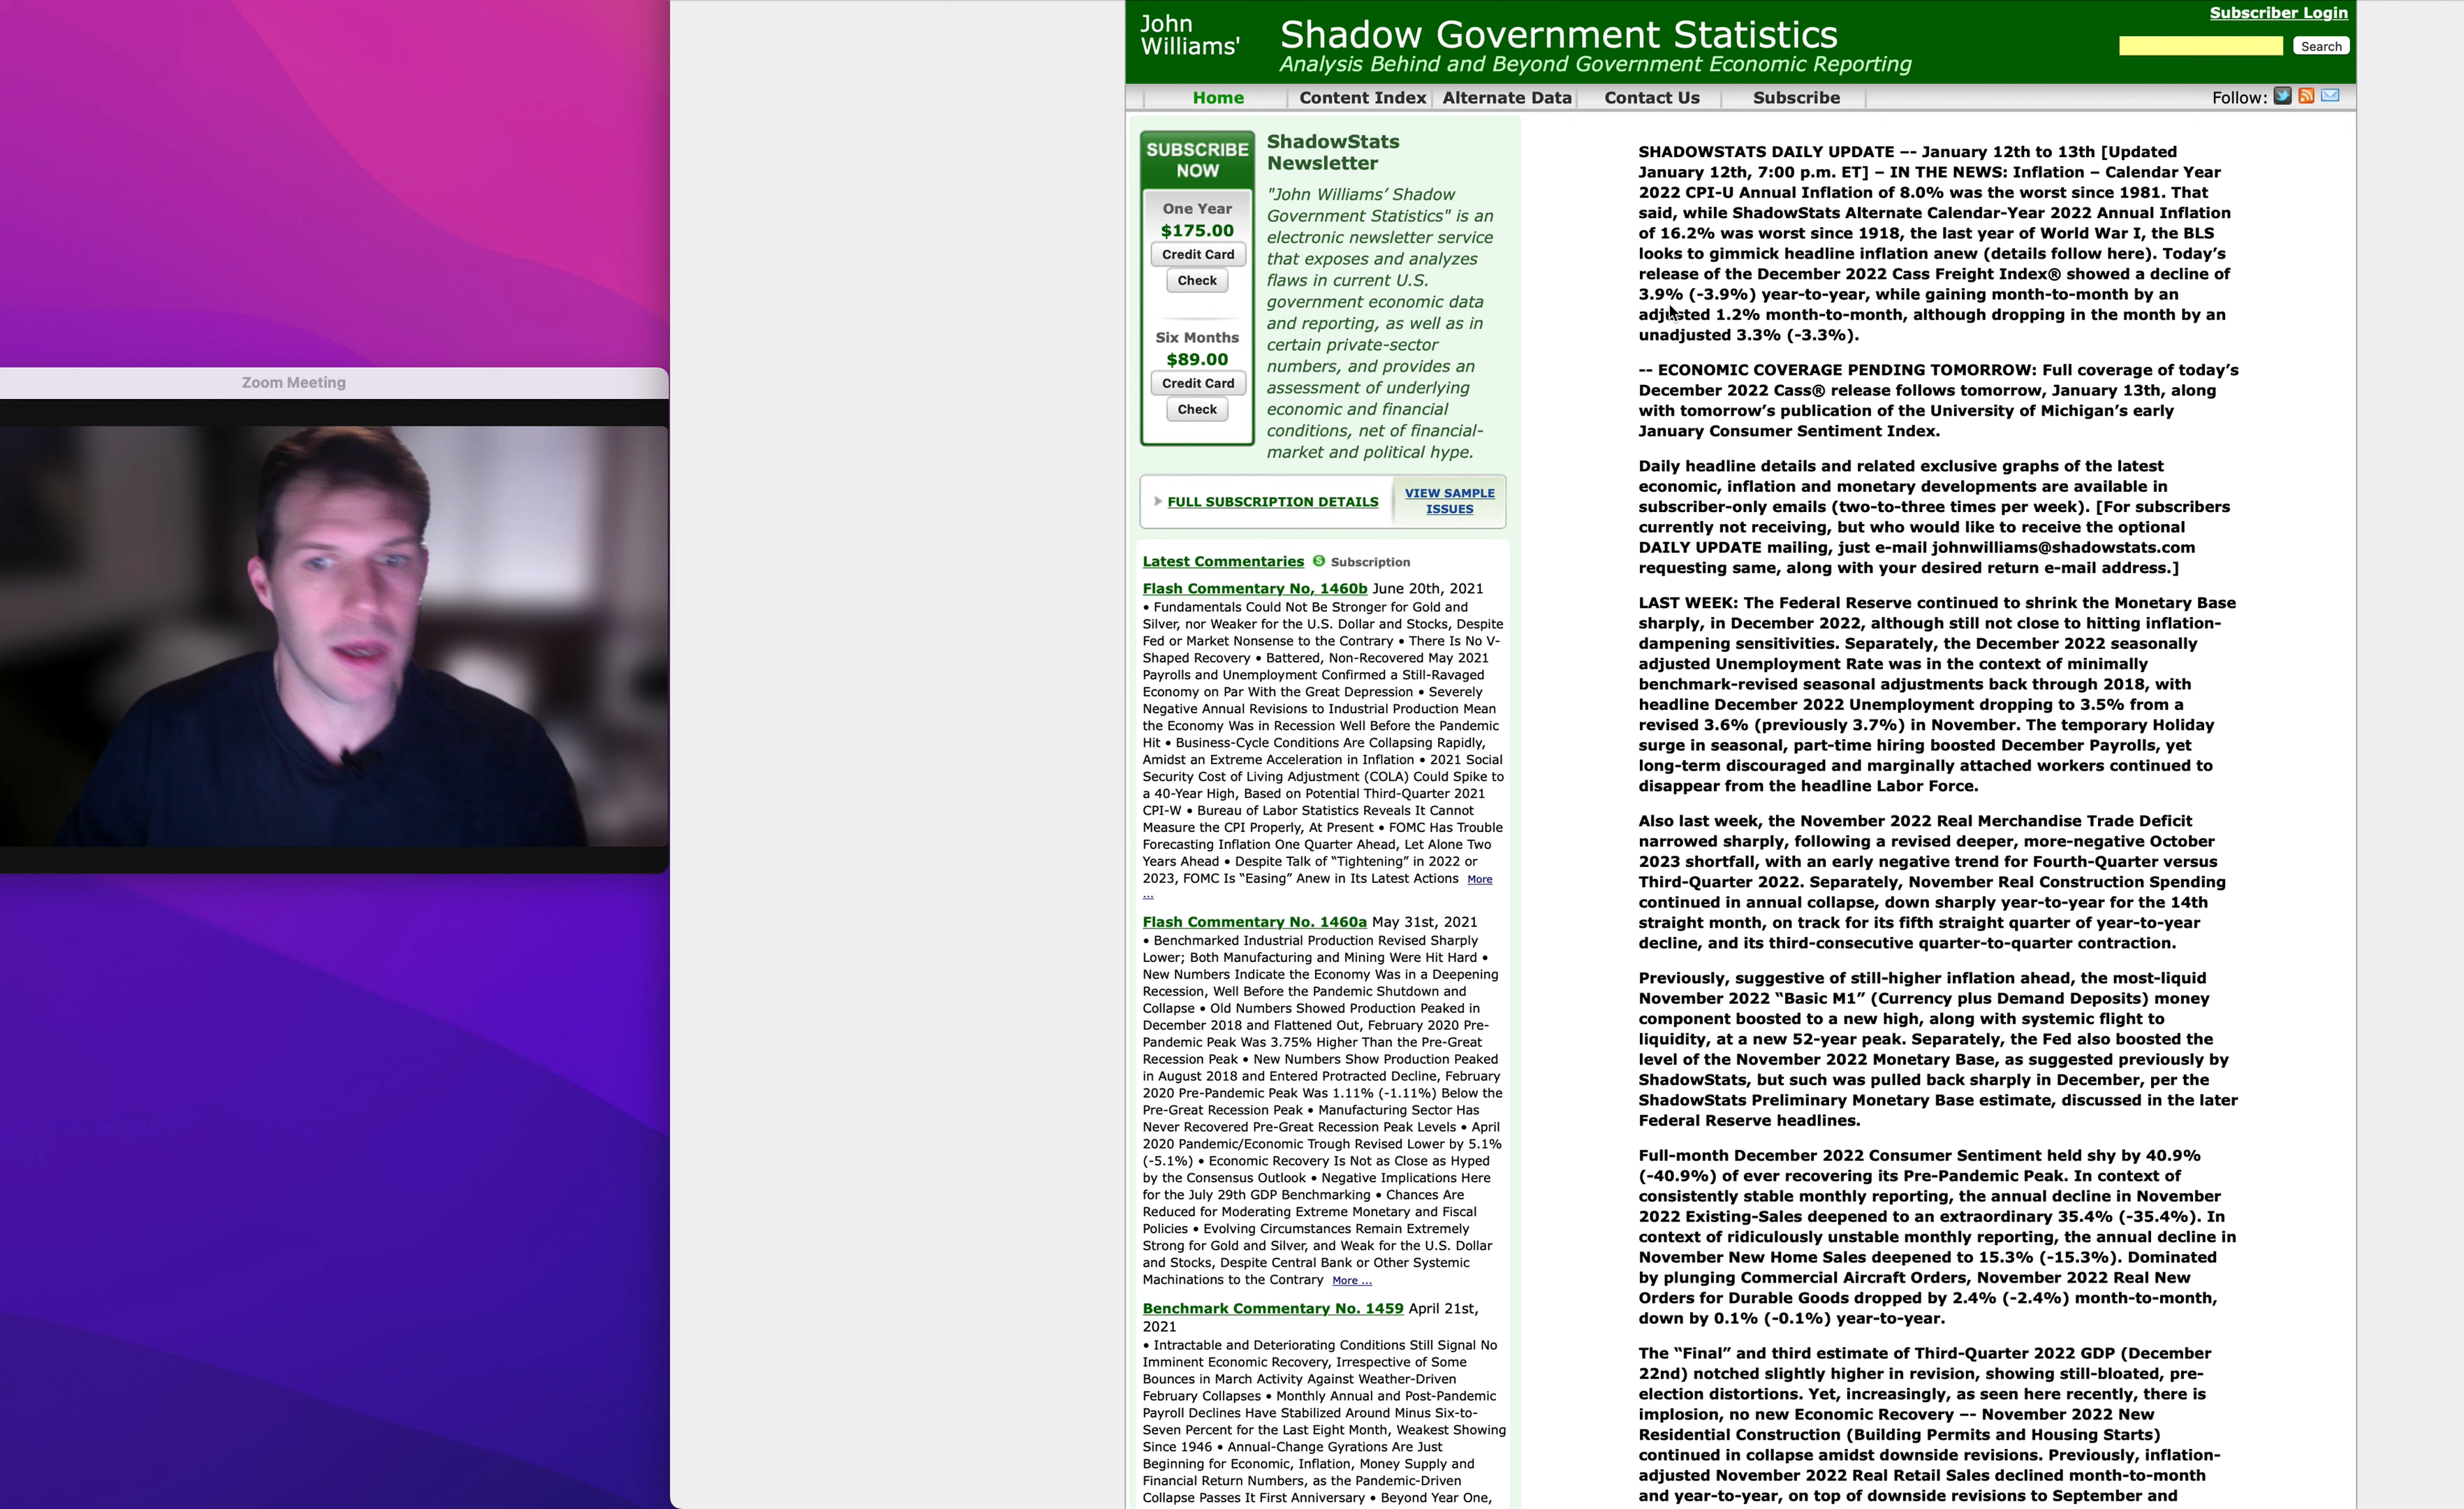 Zoom Meeting
John
Williams'
Shadow Government Statistics
Analysis Behind and Beyond Government Economic Reporting
Subscriber Login
Search
Home
Content Index
Alternate Data
Contact Us
Subscribe
Follow:
SUBSCRIBE
NOW
One Year
$175.00
Credit Card
Check
Six Months
$89.00
Credit Card
Check
ShadowStats
Newsletter
"John Williams’ Shadow
Government Statistics" is an
electronic newsletter service
that exposes and analyzes
flaws in current U.S.
government economic data
and reporting, as well as in
certain private-sector
numbers, and provides an
assessment of underlying
economic and financial
conditions, net of financial-
market and political hype.
FULL SUBSCRIPTION DETAILS
VIEW SAMPLE
ISSUES
Latest Commentaries S Subscription
Flash Commentary No, 1460b June 20th, 2021
• Fundamentals Could Not Be Stronger for Gold and
Silver, nor Weaker for the U.S. Dollar and Stocks, Despite
Fed or Market Nonsense to the Contrary • There Is No V-
Shaped Recovery • Battered, Non-Recovered May 2021
Payrolls and Unemployment Confirmed a Still-Ravaged
Economy on Par With the Great Depression • Severely
Negative Annual Revisions to Industrial Production Mean
the Economy Was in Recession Well Before the Pandemic
Hit • Business-Cycle Conditions Are Collapsing Rapidly,
Amidst an Extreme Acceleration in Inflation • 2021 Social
Security Cost of Living Adjustment (COLA) Could Spike to
a 40-Year High, Based on Potential Third-Quarter 2021
CPI-W • Bureau of Labor Statistics Reveals It Cannot
Measure the CPI Properly, At Present • FOMC Has Trouble
Forecasting Inflation One Quarter Ahead, Let Alone Two
Years Ahead • Despite Talk of “Tightening” in 2022 or
2023, FOMC Is “Easing” Anew in Its Latest Actions More
...
Flash Commentary No. 1460a May 31st, 2021
• Benchmarked Industrial Production Revised Sharply
Lower; Both Manufacturing and Mining Were Hit Hard •
New Numbers Indicate the Economy Was in a Deepening
Recession, Well Before the Pandemic Shutdown and
Collapse • Old Numbers Showed Production Peaked in
December 2018 and Flattened Out, February 2020 Pre-
Pandemic Peak Was 3.75% Higher Than the Pre-Great
Recession Peak • New Numbers Show Production Peaked
in August 2018 and Entered Protracted Decline, February
2020 Pre-Pandemic Peak Was 1.11% (-1.11%) Below the
Pre-Great Recession Peak • Manufacturing Sector Has
Never Recovered Pre-Great Recession Peak Levels • April
2020 Pandemic/Economic Trough Revised Lower by 5.1%
(-5.1%) • Economic Recovery Is Not as Close as Hyped
by the Consensus Outlook • Negative Implications Here
for the July 29th GDP Benchmarking • Chances Are
Reduced for Moderating Extreme Monetary and Fiscal
Policies • Evolving Circumstances Remain Extremely
Strong for Gold and Silver, and Weak for the U.S. Dollar
and Stocks, Despite Central Bank or Other Systemic
Machinations to the Contrary More ...
Benchmark Commentary No. 1459 April 21st,
2021
• Intractable and Deteriorating Conditions Still Signal No
Imminent Economic Recovery, Irrespective of Some
Bounces in March Activity Against Weather-Driven
February Collapses • Monthly Annual and Post-Pandemic
Payroll Declines Have Stabilized Around Minus Six-to-
Seven Percent for the Last Eight Month, Weakest Showing
Since 1946 • Annual-Change Gyrations Are Just
Beginning for Economic, Inflation, Money Supply and
Financial Return Numbers, as the Pandemic-Driven
Collapse Passes It First Anniversary • Beyond Year One,
SHADOWSTATS DAILY UPDATE –- January 12th to 13th [Updated
January 12th, 7:00 p.m. ET] – IN THE NEWS: Inflation – Calendar Year
2022 CPI-U Annual Inflation of 8.0% was the worst since 1981. That
said, while ShadowStats Alternate Calendar-Year 2022 Annual Inflation
of 16.2% was worst since 1918, the last year of World War I, the BLS
looks to gimmick headline inflation anew (details follow here). Today’s
release of the December 2022 Cass Freight Index® showed a decline of
3.9% (-3.9%) year-to-year, while gaining month-to-month by an
adjusted 1.2% month-to-month, although dropping in the month by an
unadjusted 3.3% (-3.3%).
-- ECONOMIC COVERAGE PENDING TOMORROW: Full coverage of today’s
December 2022 Cass® release follows tomorrow, January 13th, along
with tomorrow’s publication of the University of Michigan’s early
January Consumer Sentiment Index.
Daily headline details and related exclusive graphs of the latest
economic, inflation and monetary developments are available in
subscriber-only emails (two-to-three times per week). [For subscribers
currently not receiving, but who would like to receive the optional
DAILY UPDATE mailing, just e-mail johnwilliams@shadowstats.com
requesting same, along with your desired return e-mail address.]
LAST WEEK: The Federal Reserve continued to shrink the Monetary Base
sharply, in December 2022, although still not close to hitting inflation-
dampening sensitivities. Separately, the December 2022 seasonally
adjusted Unemployment Rate was in the context of minimally
benchmark-revised seasonal adjustments back through 2018, with
headline December 2022 Unemployment dropping to 3.5% from a
revised 3.6% (previously 3.7%) in November. The temporary Holiday
surge in seasonal, part-time hiring boosted December Payrolls, yet
long-term discouraged and marginally attached workers continued to
disappear from the headline Labor Force.
Also last week, the November 2022 Real Merchandise Trade Deficit
narrowed sharply, following a revised deeper, more-negative October
2023 shortfall, with an early negative trend for Fourth-Quarter versus
Third-Quarter 2022. Separately, November Real Construction Spending
continued in annual collapse, down sharply year-to-year for the 14th
straight month, on track for its fifth straight quarter of year-to-year
decline, and its third-consecutive quarter-to-quarter contraction.
Previously, suggestive of still-higher inflation ahead, the most-liquid
November 2022 “Basic M1” (Currency plus Demand Deposits) money
component boosted to a new high, along with systemic flight to
liquidity, at a new 52-year peak. Separately, the Fed also boosted the
level of the November 2022 Monetary Base, as suggested previously by
ShadowStats, but such was pulled back sharply in December, per the
ShadowStats Preliminary Monetary Base estimate, discussed in the later
Federal Reserve headlines.
Full-month December 2022 Consumer Sentiment held shy by 40.9%
(-40.9%) of ever recovering its Pre-Pandemic Peak. In context of
consistently stable monthly reporting, the annual decline in November
2022 Existing-Sales deepened to an extraordinary 35.4% (-35.4%). In
context of ridiculously unstable monthly reporting, the annual decline in
November New Home Sales deepened to 15.3% (-15.3%). Dominated
by plunging Commercial Aircraft Orders, November 2022 Real New
Orders for Durable Goods dropped by 2.4% (-2.4%) month-to-month,
down by 0.1% (-0.1%) year-to-year.
The “Final” and third estimate of Third-Quarter 2022 GDP (December
22nd) notched slightly higher in revision, showing still-bloated, pre-
election distortions. Yet, increasingly, as seen here recently, there is
implosion, no new Economic Recovery –- November 2022 New
Residential Construction (Building Permits and Housing Starts)
continued in collapse amidst downside revisions. Previously, inflation-
adjusted November 2022 Real Retail Sales declined month-to-month
and year-to-year, on top of downside revisions to September and